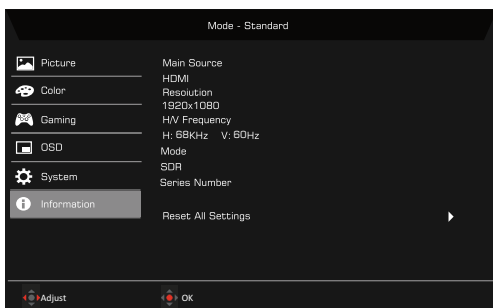 Mode - Standard
Picture
Color
Gaming
OSD
System
Information
Main Source
HDMI
Resoiution
1920x1080
H/V Frequency
H: 68KHz V: 60Hz
Mode
SDR
Series Number
Reset All Settings
Adjust
OK